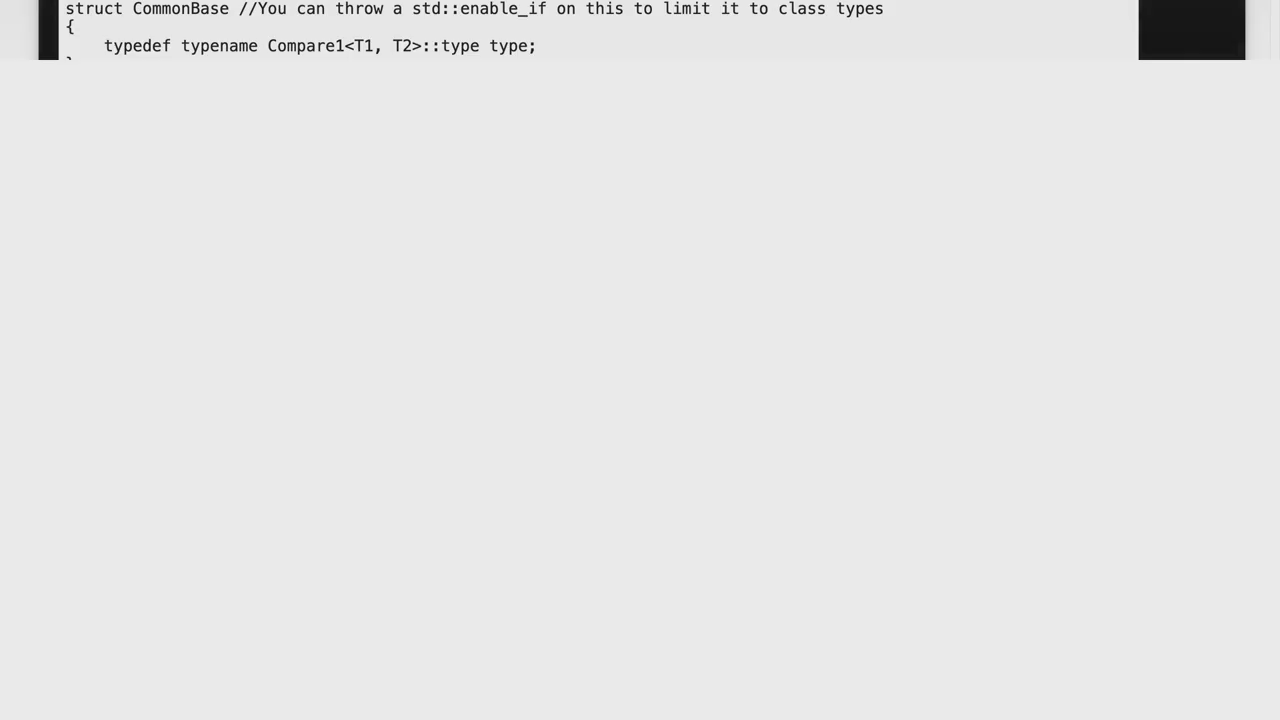 struct CommonBase //You can throw a std::enable_if on this to limit it to class types
{
    typedef typename Compare1<T1, T2>::type type;